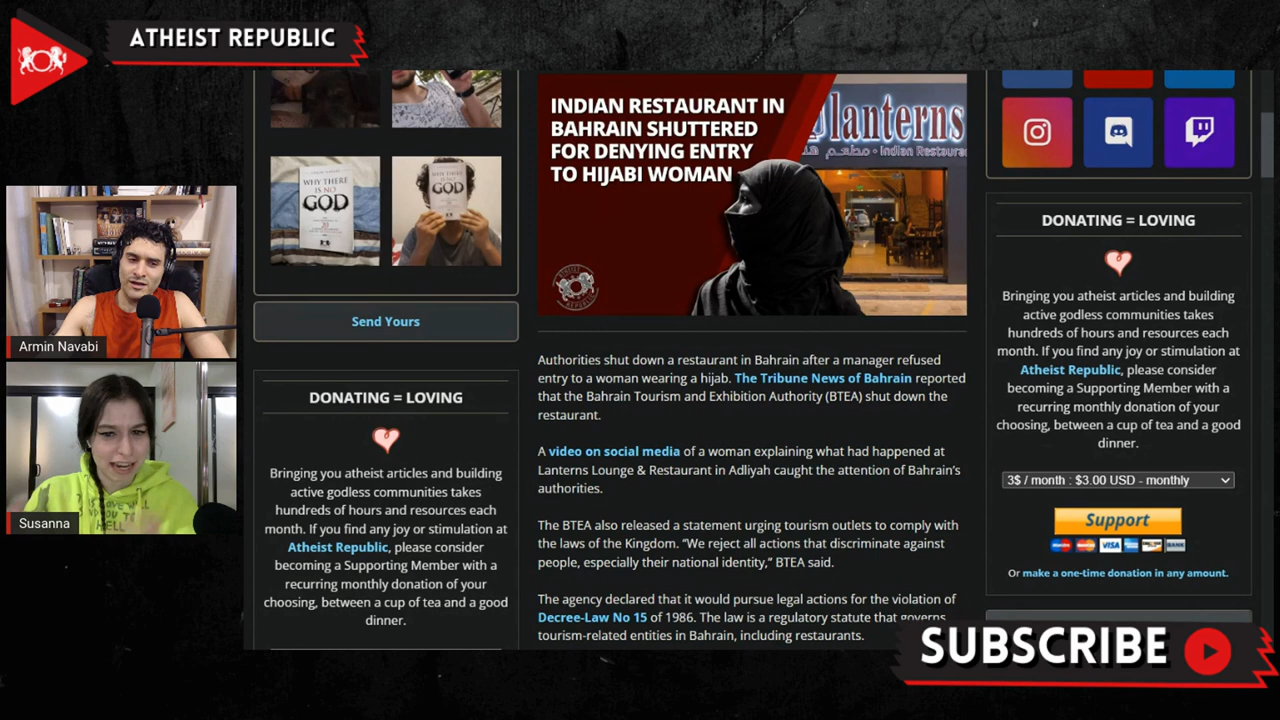 ATHEIST REPUBLIC
WHY THERE
IS NO
GOD
WHY THERE
IS NO
GOD
Send Yours
DONATING = LOVING
Bringing you atheist articles and building
active godless communities takes
hundreds of hours and resources each
month. If you find any joy or stimulation at
Atheist Republic, please consider
becoming a Supporting Member with a
recurring monthly donation of your
choosing, between a cup of tea and a good
dinner.
Armin Navabi
Susanna
INDIAN RESTAURANT IN
BAHRAIN SHUTTERED
FOR DENYING ENTRY
TO HIJABI WOMAN
lanterns
مطعم
Indian Restaura
Authorities shut down a restaurant in Bahrain after a manager refused
entry to a woman wearing a hijab. The Tribune News of Bahrain reported
that the Bahrain Tourism and Exhibition Authority (BTEA) shut down the
restaurant.
A video on social media of a woman explaining what had happened at
Lanterns Lounge & Restaurant in Adliyah caught the attention of Bahrain's
authorities.
The BTEA also released a statement urging tourism outlets to comply with
the laws of the Kingdom. "We reject all actions that discriminate against
people, especially their national identity," BTEA said.
The agency declared that it would pursue legal actions for the violation of
Decree-Law No 15 of 1986. The law is a regulatory statute that governs
tourism-related entities in Bahrain, including restaurants.
DONATING = LOVING
Bringing you atheist articles and building
active godless communities takes
hundreds of hours and resources each
month. If you find any joy or stimulation at
Atheist Republic, please consider
becoming a Supporting Member with a
recurring monthly donation of your
choosing, between a cup of tea and a good
dinner.
3$ / month : $3.00 USD - monthly
Support
VISA
Or make a one-time donation in any amount.
SUBSCRIBE